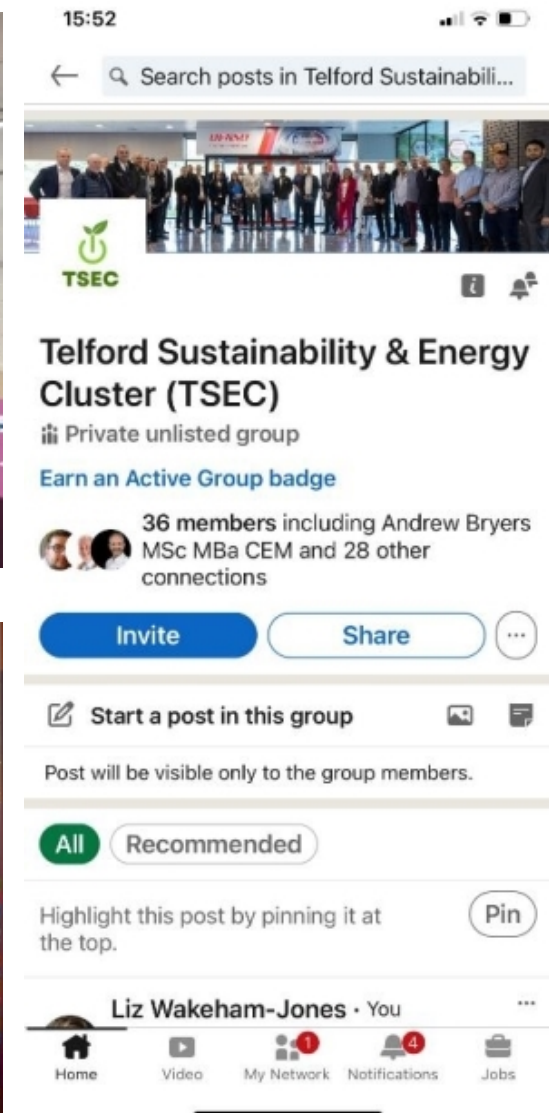 15:52
Search posts in Telford Sustainabili...
DENSO
TSEC
Telford Sustainability & Energy
Cluster (TSEC)
Private unlisted group
Earn an Active Group badge
36 members including Andrew Bryers
MSc MBa CEM and 28 other
connections
Invite
Share
Start a post in this group
Post will be visible only to the group members.
All
Recommended
Highlight this post by pinning it at
the top.
Pin
Liz Wakeham-Jones · You
1
4
Home
Video
My Network
Notifications
Jobs